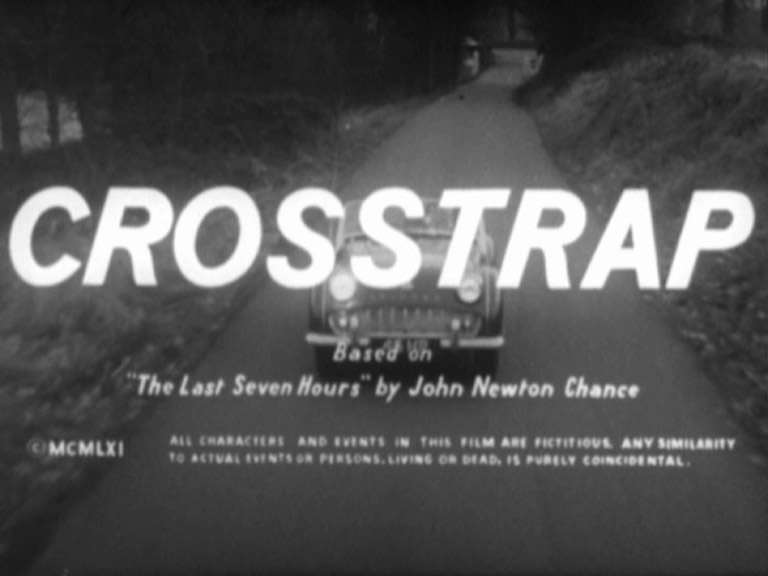 CROSSTRAP
Based on
"The Last Seven Hours" by John Newton Chance
©MCMLXI
ALL CHARACTERS AND EVENTS IN THIS FILM ARE FICTITIOUS. ANY SIMILARITY
TO ACTUAL EVENTS OR PERSONS, LIVING OR DEAD, IS PURELY COINCIDENTAL.